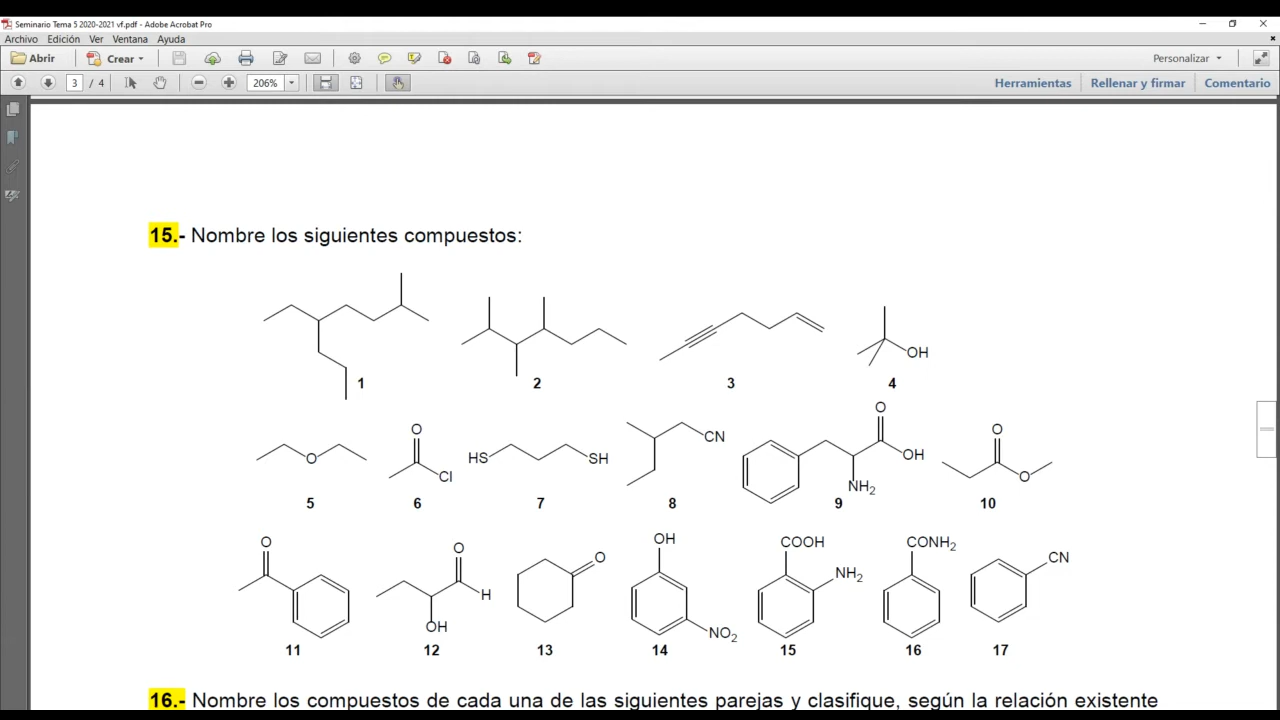 Seminario Tema 5 2020-2021 vf.pdf - Adobe Acrobat Pro
Archivo Edición Ver Ventana Ayuda
Abrir Crear Personalizar
3 / 4 206% Herramientas Rellenar y firmar Comentario
15.- Nombre los siguientes compuestos:
OH
1 2 3 4
O O Cl HS SH CN O OH NH2 O O
5 6 7 8 9 10
O O H OH O OH NO2 COOH NH2 CONH2 CN
11 12 13 14 15 16 17
16.- Nombre los compuestos de cada una de las siguientes parejas y clasifique, según la relación existente